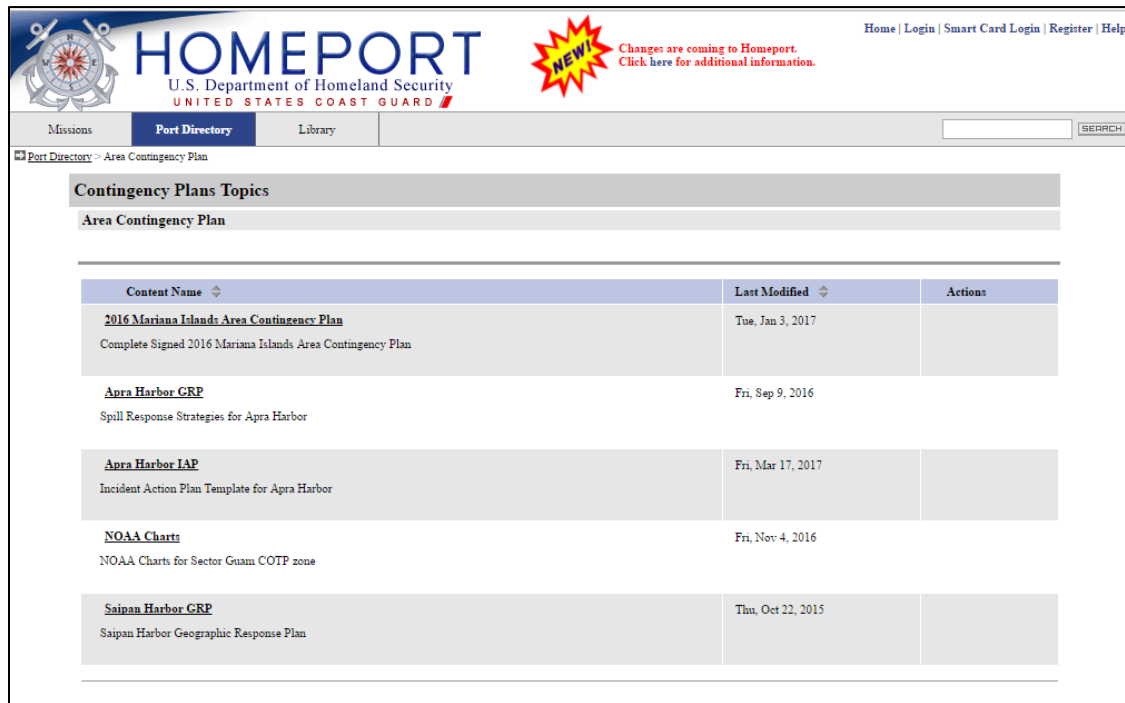 HOMEPORT
U.S. Department of Homeland Security
UNITED STATES COAST GUARD
NEW!
Changes are coming to Homeport.
Click here for additional information.
Home | Login | Smart Card Login | Register | Help
Missions Port Directory Library SEARCH
Port Directory > Area Contingency Plan
Contingency Plans Topics
Area Contingency Plan
Content Name Last Modified Actions
2016 Mariana Islands Area Contingency Plan Tue, Jan 3, 2017
Complete Signed 2016 Mariana Islands Area Contingency Plan
Apra Harbor GRP Fri, Sep 9, 2016
Spill Response Strategies for Apra Harbor
Apra Harbor IAP Fri, Mar 17, 2017
Incident Action Plan Template for Apra Harbor
NOAA Charts Fri, Nov 4, 2016
NOAA Charts for Sector Guam COTP zone
Saipan Harbor GRP Thu, Oct 22, 2015
Saipan Harbor Geographic Response Plan